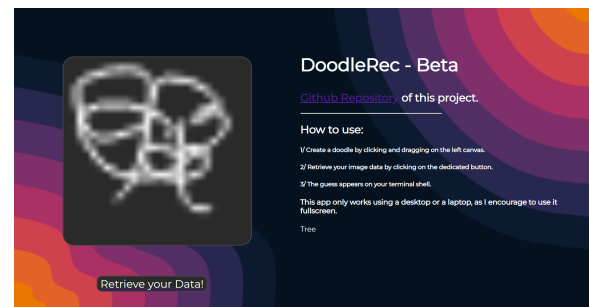 DoodleRec - Beta
Github Repository of this project.
How to use:
1/ Create a doodle by clicking and dragging on the left canvas.
2/ Retrieve your image data by clicking on the dedicated button.
3/ The guess appears on your terminal shell.
This app only works using a desktop or a laptop, as I encourage to use it
fullscreen.
Tree
Retrieve your Data!